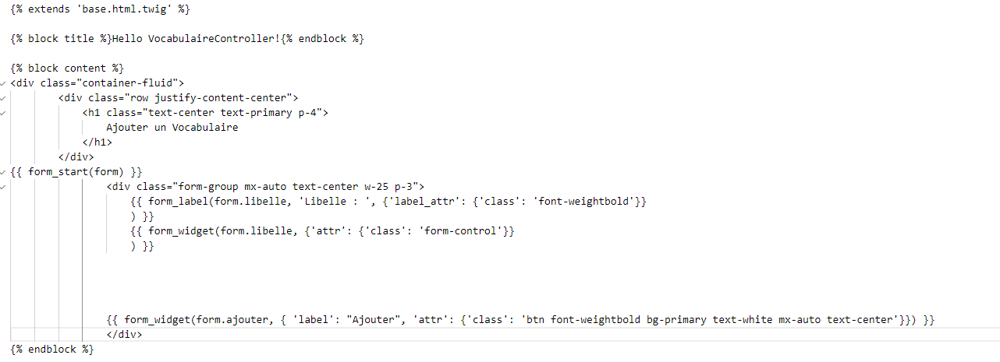 {% extends 'base.html.twig' %}
{% block title %}Hello VocabulaireController!{% endblock %}
{% block content %}
<div class="container-fluid">
<div class="row justify-content-center">
<h1 class="text-center text-primary p-4">
Ajouter un Vocabulaire
</h1>
</div>
{{ form_start(form) }}
<div class="form-group mx-auto text-center w-25 p-3">
{{ form_label(form.libelle, 'Libelle : ', {'label_attr': {'class': 'font-weightbold'}}
) }}
{{ form_widget(form.libelle, {'attr': {'class': 'form-control'}}
) }}
{{ form_widget(form.ajouter, { 'label': "Ajouter", 'attr': {'class': 'btn font-weightbold bg-primary text-white mx-auto text-center'}}) }}
</div>
{% endblock %}